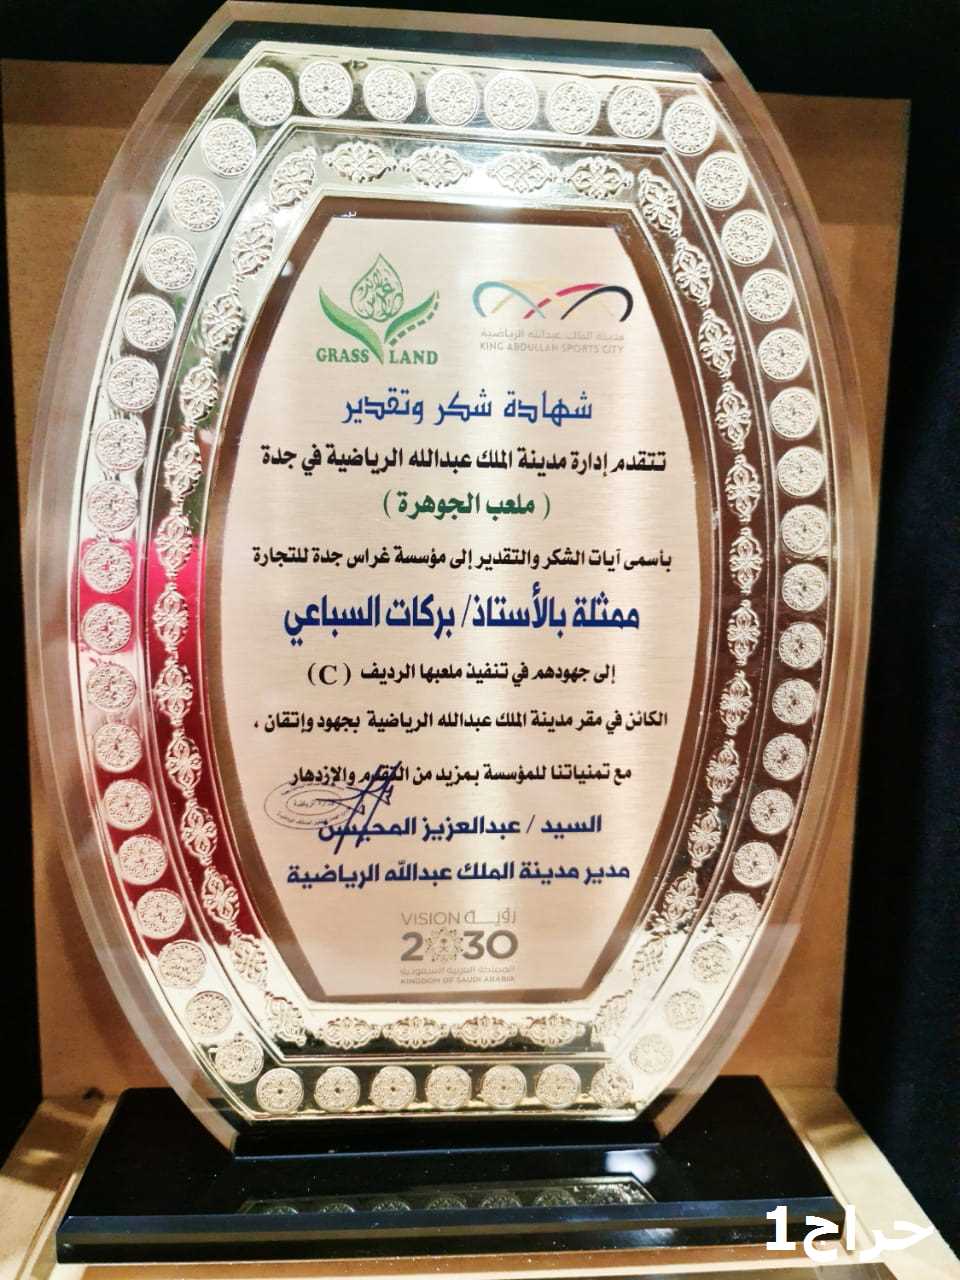 GRASS LAND
مدينة الملك عبدالله الرياضية
KING ABDULLAH SPORTS CITY
شهادة شكر وتقدير
تتقدم إدارة مدينة الملك عبدالله الرياضية في جدة
( ملعب الجوهرة )
بأسمى آيات الشكر والتقدير إلى مؤسسة غراس جدة للتجارة
ممثلة بالأستاذ/ بركات السباعي
إلى جهودهم في تنفيذ ملعبها الرديف (C)
الكائن في مقر مدينة الملك عبدالله الرياضية بجهود وإتقان ،
مع تمنياتنا للمؤسسة بمزيد من التقدم والإزدهار
السيد / عبدالعزيز
مدير مدينة الملك عبدالله الرياضية
VISION رؤية
2030
المملكة العربية السعودية
KINGDOM OF SAUDI ARABIA
حراج1